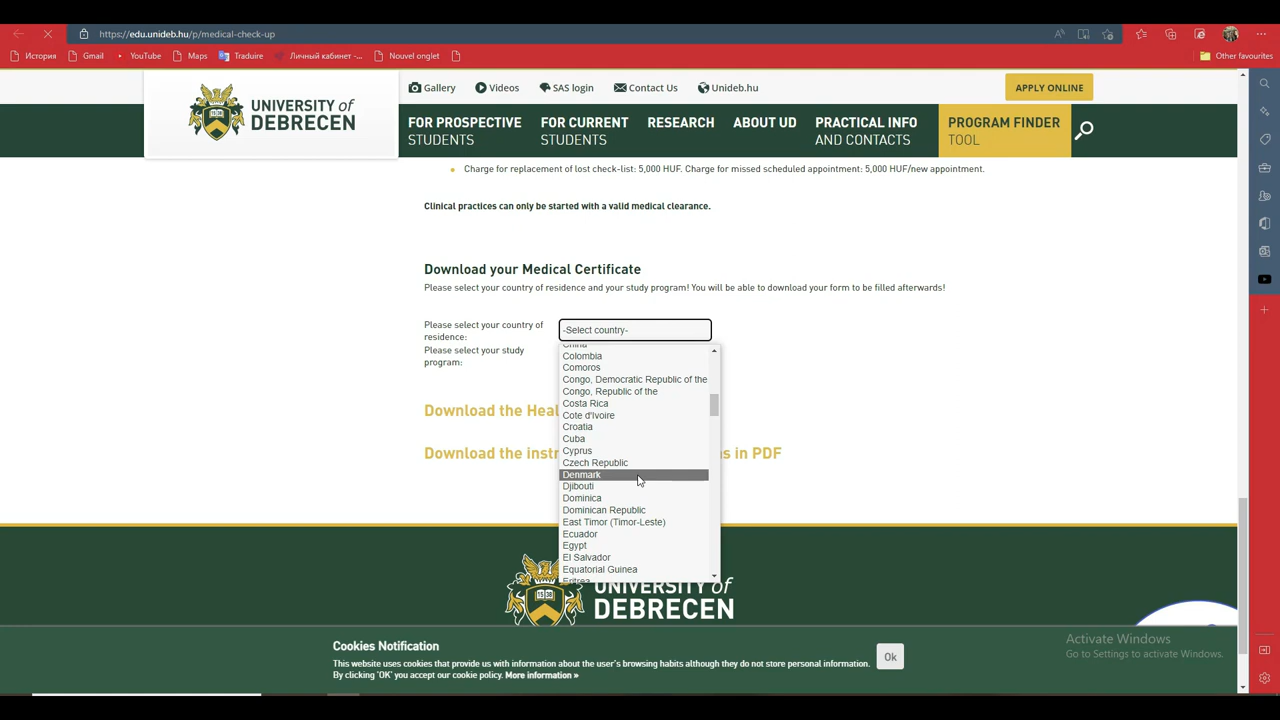 https://edu.unideb.hu/p/medical-check-up
История Gmail YouTube Maps Traduire Личный кабинет -... Nouvel onglet Other favourites
Gallery Videos SAS login Contact Us Unideb.hu APPLY ONLINE
UNIVERSITY of
DEBRECEN
FOR PROSPECTIVE
STUDENTS
FOR CURRENT
STUDENTS
RESEARCH
ABOUT UD
PRACTICAL INFO
AND CONTACTS
PROGRAM FINDER
TOOL
Charge for replacement of lost check-list: 5,000 HUF. Charge for missed scheduled appointment: 5,000 HUF/new appointment.
Clinical practices can only be started with a valid medical clearance.
Download your Medical Certificate
Please select your country of residence and your study program! You will be able to download your form to be filled afterwards!
Please select your country of
residence:
-Select country-
Please select your study
program:
China
Colombia
Comoros
Congo, Democratic Republic of the
Congo, Republic of the
Costa Rica
Cote d'Ivoire
Croatia
Cuba
Cyprus
Czech Republic
Denmark
Djibouti
Dominica
Dominican Republic
East Timor (Timor-Leste)
Ecuador
Egypt
El Salvador
Equatorial Guinea
Eritrea
Download the Heal
Download the inst
s in PDF
UNIVERSITY of
DEBRECEN
Cookies Notification
This website uses cookies that provide us with information about the user's browsing habits although they do not store personal information.
By clicking 'OK' you accept our cookie policy. More information »
Ok
Activate Windows
Go to Settings to activate Windows.